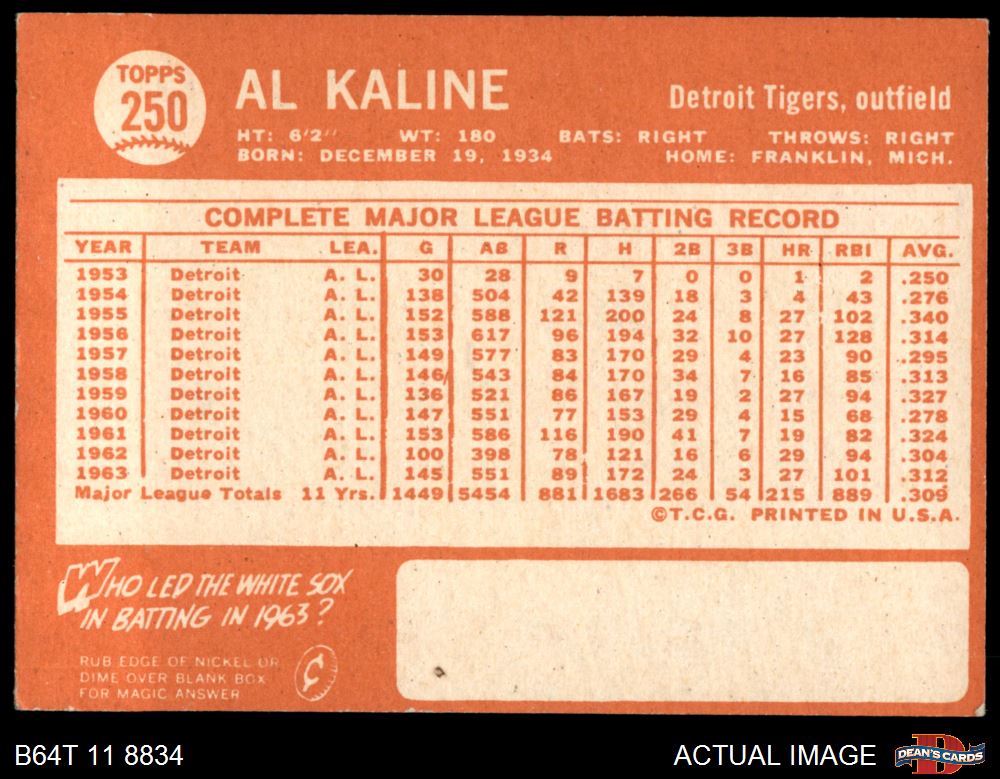 TOPPS
250
AL KALINE
Detroit Tigers, outfield
HT: 6'2" WT: 180 BATS: RIGHT THROWS: RIGHT
BORN: DECEMBER 19, 1934 HOME: FRANKLIN, MICH.
COMPLETE MAJOR LEAGUE BATTING RECORD
YEAR TEAM LEA. G AB R H 2B 3B HR RBI AVG.
1953 Detroit A. L. 30 28 9 7 0 0 1 2 .250
1954 Detroit A. L. 138 504 42 139 18 3 4 43 .276
1955 Detroit A. L. 152 588 121 200 24 8 27 102 .340
1956 Detroit A. L. 153 617 96 194 32 10 27 128 .314
1957 Detroit A. L. 149 577 83 170 29 4 23 90 .295
1958 Detroit A. L. 146 543 84 170 34 7 16 85 .313
1959 Detroit A. L. 136 521 86 167 19 2 27 94 .327
1960 Detroit A. L. 147 551 77 153 29 4 15 68 .278
1961 Detroit A. L. 153 586 116 190 41 7 19 82 .324
1962 Detroit A. L. 100 398 78 121 16 6 29 94 .304
1963 Detroit A. L. 145 551 89 172 24 3 27 101 .312
Major League Totals 11 Yrs. 1449 5454 881 1683 266 54 215 889 .309
©T.C.G. PRINTED IN U.S.A.
WHO LED THE WHITE SOX
IN BATTING IN 1963?
RUB EDGE OF NICKEL OR
DIME OVER BLANK BOX
FOR MAGIC ANSWER
¢
B64T 11 8834
ACTUAL IMAGE
DEAN'S CARDS